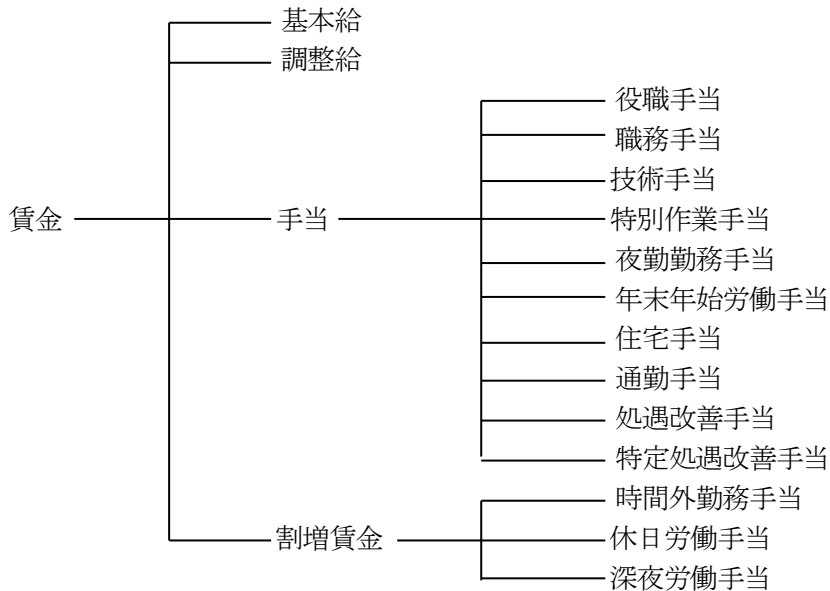 基本給
調整給
役職手当
職務手当
技術手当
賃金
手当
特別作業手当
夜勤勤務手当
年末年始労働手当
住宅手当
通勤手当
処遇改善手当
特定処遇改善手当
時間外勤務手当
割増賃金
休日労働手当
深夜労働手当